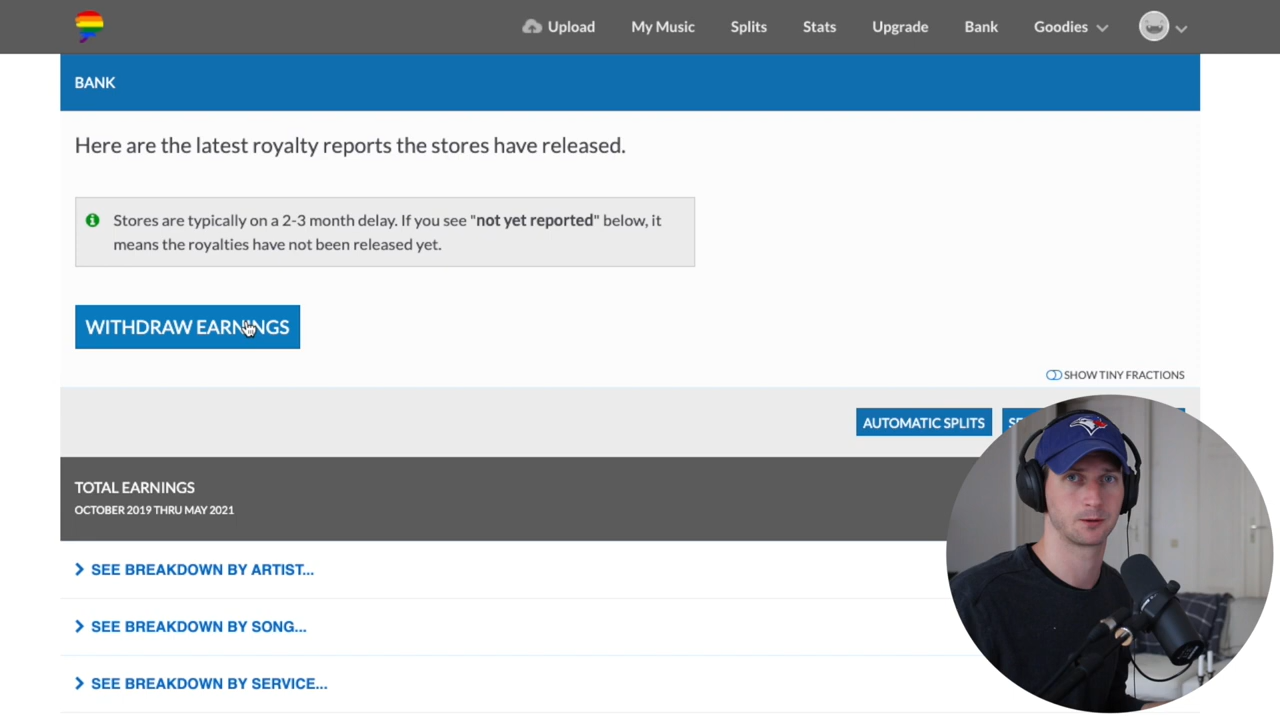 Upload My Music Splits Stats Upgrade Bank Goodies
BANK
Here are the latest royalty reports the stores have released.
Stores are typically on a 2-3 month delay. If you see "not yet reported" below, it
means the royalties have not been released yet.
WITHDRAW EARNINGS
SHOW TINY FRACTIONS
AUTOMATIC SPLITS
TOTAL EARNINGS
OCTOBER 2019 THRU MAY 2021
SEE BREAKDOWN BY ARTIST...
SEE BREAKDOWN BY SONG...
SEE BREAKDOWN BY SERVICE...